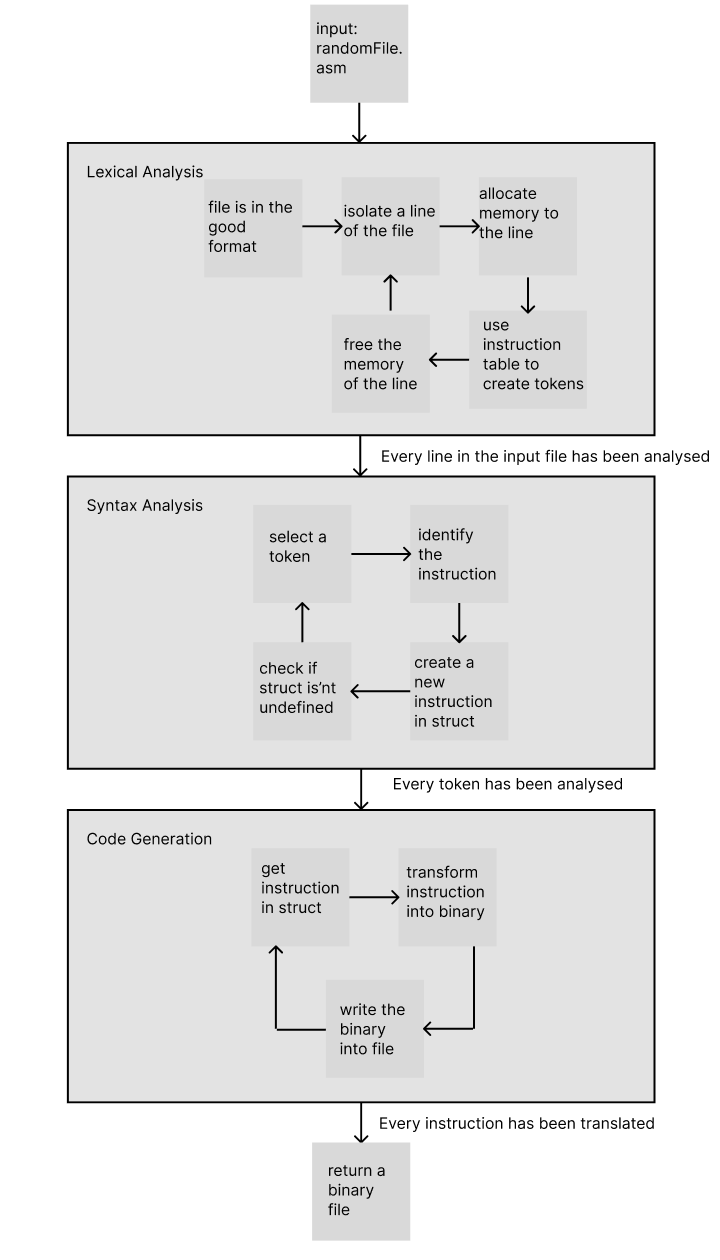 input:
randomFile.
asm
Lexical Analysis
file is in the
good
format
isolate a line
of the file
allocate
memory to
the line
use
instruction
table to
create tokens
free the
memory
of the line
Every line in the input file has been analysed
Syntax Analysis
select a
token
identify
the
instruction
create a
new
instruction
in struct
check if
struct is'nt
undefined
Every token has been analysed
Code Generation
get
instruction
in struct
transform
instruction
into binary
write the
binary
into file
Every instruction has been translated
return a
binary
file